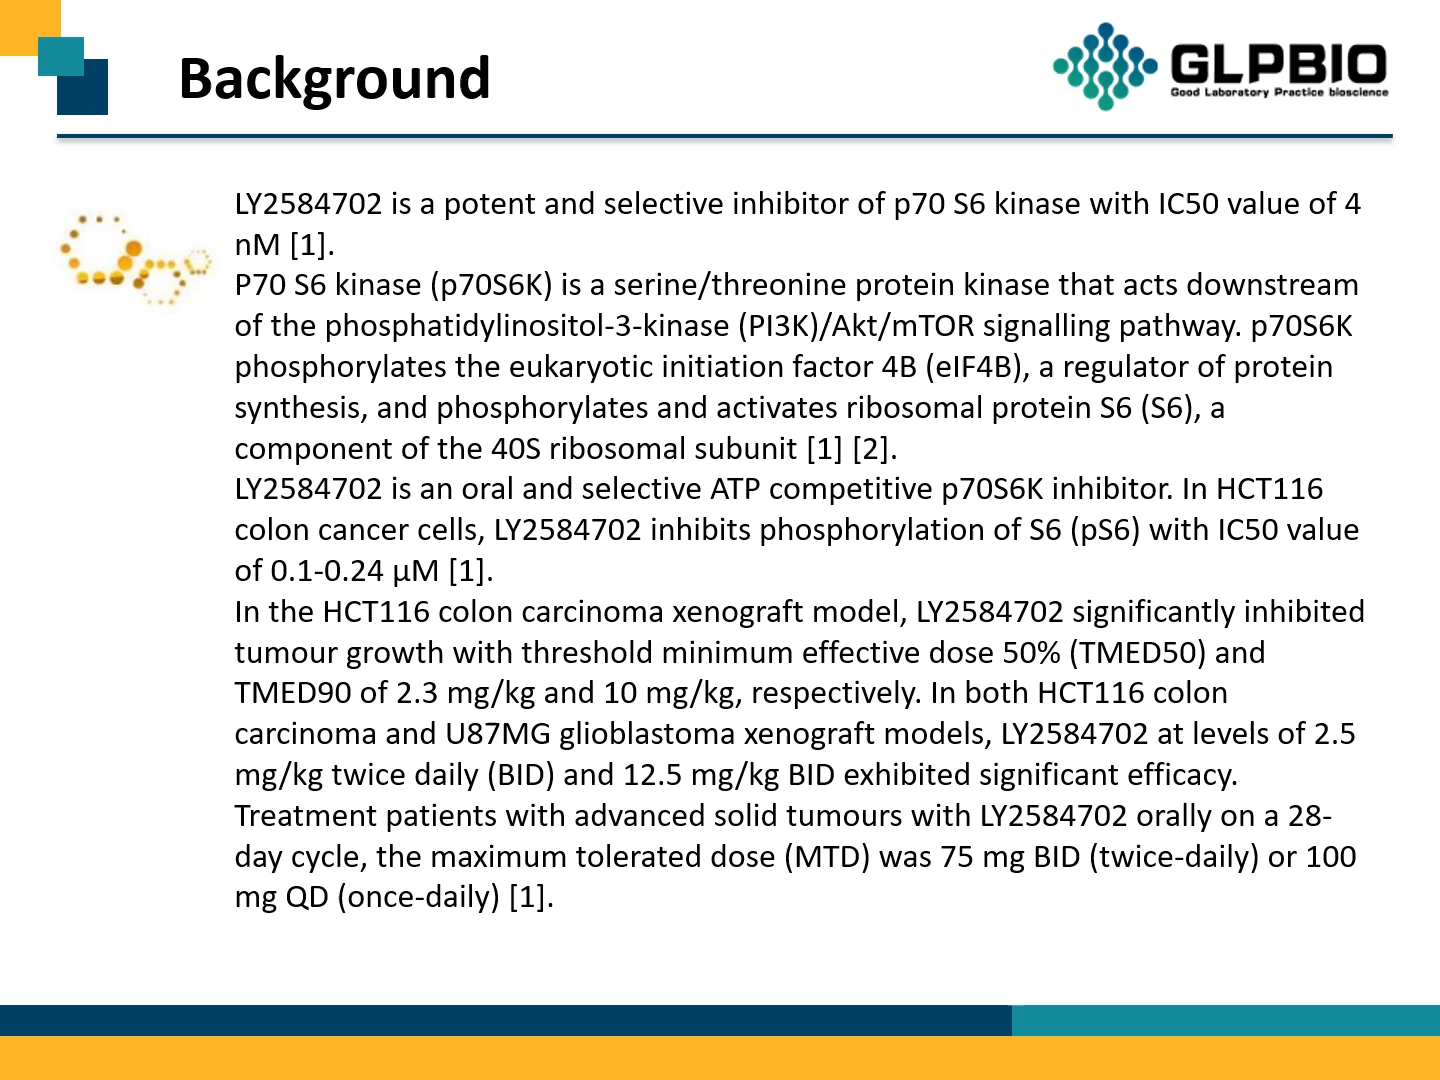 Background
GLPBIO
Good Laboratory Practice bioscience
LY2584702 is a potent and selective inhibitor of p70 S6 kinase with IC50 value of 4
nM [1].
P70 S6 kinase (p70S6K) is a serine/threonine protein kinase that acts downstream
of the phosphatidylinositol-3-kinase (PI3K)/Akt/mTOR signalling pathway. p70S6K
phosphorylates the eukaryotic initiation factor 4B (eIF4B), a regulator of protein
synthesis, and phosphorylates and activates ribosomal protein S6 (S6), a
component of the 40S ribosomal subunit [1] [2].
LY2584702 is an oral and selective ATP competitive p70S6K inhibitor. In HCT116
colon cancer cells, LY2584702 inhibits phosphorylation of S6 (pS6) with IC50 value
of 0.1-0.24 μM [1].
In the HCT116 colon carcinoma xenograft model, LY2584702 significantly inhibited
tumour growth with threshold minimum effective dose 50% (TMED50) and
TMED90 of 2.3 mg/kg and 10 mg/kg, respectively. In both HCT116 colon
carcinoma and U87MG glioblastoma xenograft models, LY2584702 at levels of 2.5
mg/kg twice daily (BID) and 12.5 mg/kg BID exhibited significant efficacy.
Treatment patients with advanced solid tumours with LY2584702 orally on a 28-
day cycle, the maximum tolerated dose (MTD) was 75 mg BID (twice-daily) or 100
mg QD (once-daily) [1].